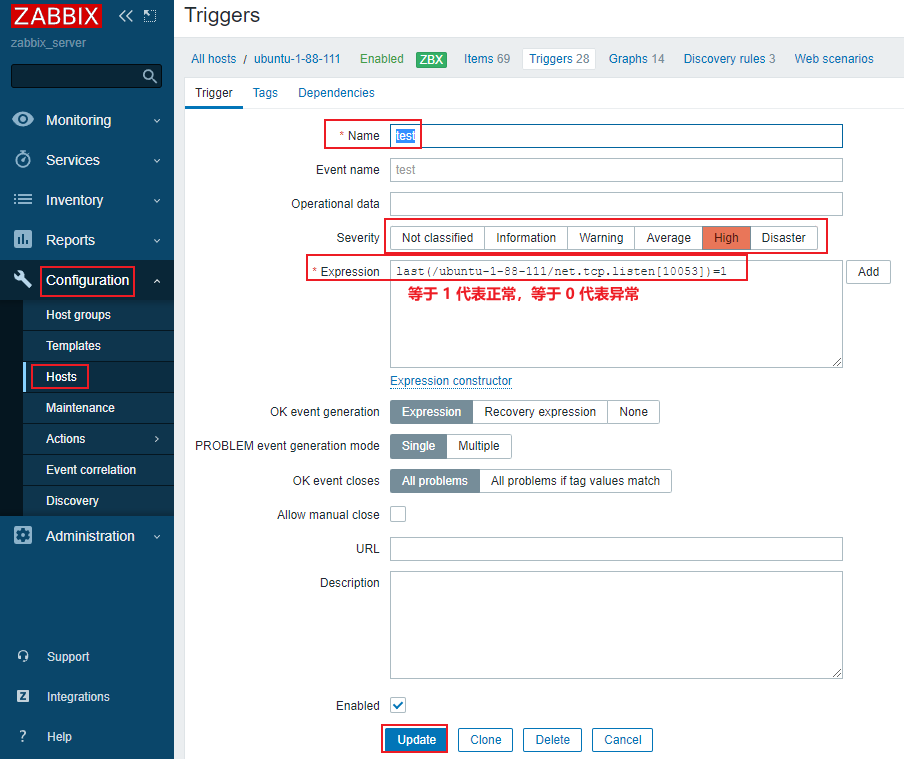 ZABBIX
zabbix_server
Monitoring
Services
Inventory
Reports
Configuration
Host groups
Templates
Hosts
Maintenance
Actions
Event correlation
Discovery
Administration
Support
Z Integrations
? Help
Triggers
All hosts / ubuntu-1-88-111 Enabled ZBX Items 69 Triggers 28 Graphs 14 Discovery rules 3 Web scenarios
Trigger Tags Dependencies
* Name test
Event name test
Operational data
Severity Not classified Information Warning Average High Disaster
* Expression last(/ubuntu-1-88-111/net.tcp.listen[10053])=1 Add
等于 1 代表正常，等于 0 代表异常
Expression constructor
OK event generation Expression Recovery expression None
PROBLEM event generation mode Single Multiple
OK event closes All problems All problems if tag values match
Allow manual close
URL
Description
Enabled
Update Clone Delete Cancel